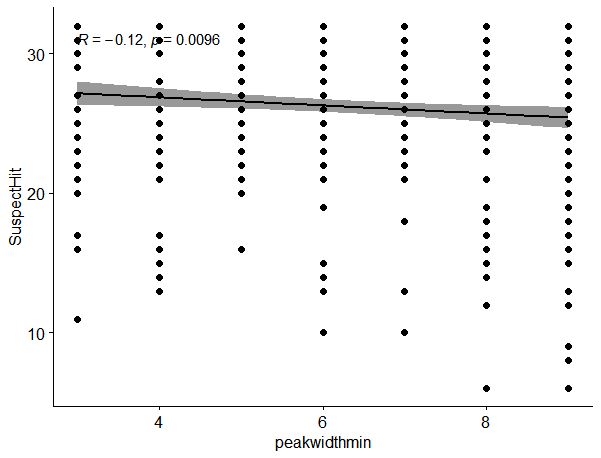 R = −0.12, p = 0.0096
30
20
10
SuspectHit
4 6 8
peakwidthmin